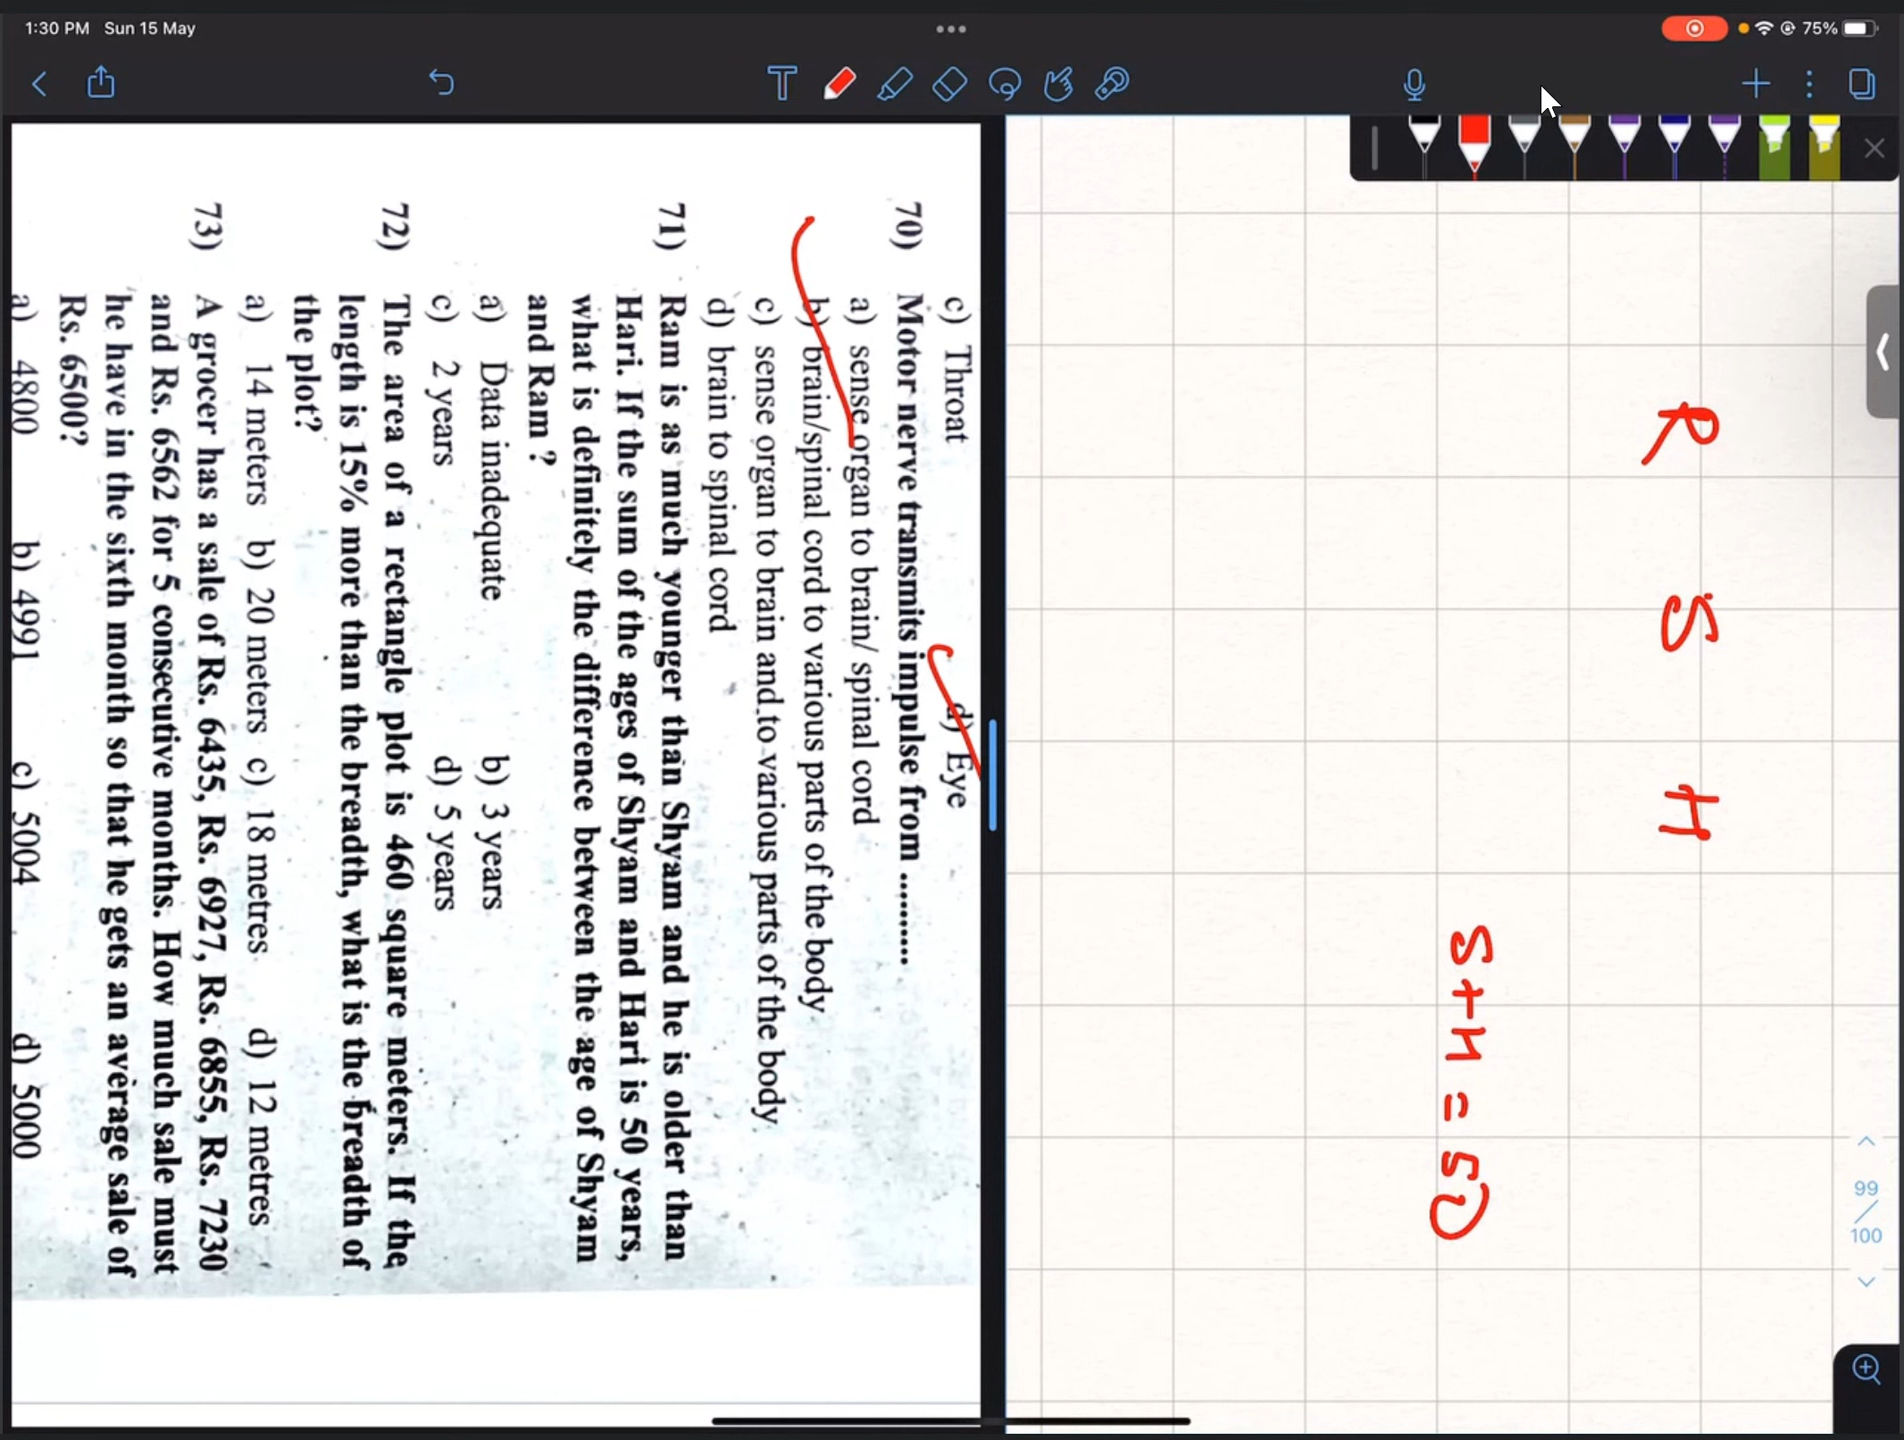 1:30 PM Sun 15 May
75%
c) Throat d) Eye
70) Motor nerve transmits impulse from ..........
a) sense organ to brain/ spinal cord
b) brain/spinal cord to various parts of the body
c) sense organ to brain and to various parts of the body
d) brain to spinal cord
71) Ram is as much younger than Shyam and he is older than
Hari. If the sum of the ages of Shyam and Hari is 50 years,
what is definitely the difference between the age of Shyam
and Ram ?
a) Data inadequate b) 3 years
c) 2 years d) 5 years
72) The area of a rectangle plot is 460 square meters. If the
length is 15% more than the breadth, what is the breadth of
the plot?
a) 14 meters b) 20 meters c) 18 metres d) 12 metres
73) A grocer has a sale of Rs. 6435, Rs. 6927, Rs. 6855, Rs. 7230
and Rs. 6562 for 5 consecutive months. How much sale must
he have in the sixth month so that he gets an average sale of
Rs. 6500?
a) 4800 b) 4991 c) 5004 d) 5000
R S H
S+H = 50
99
/
100